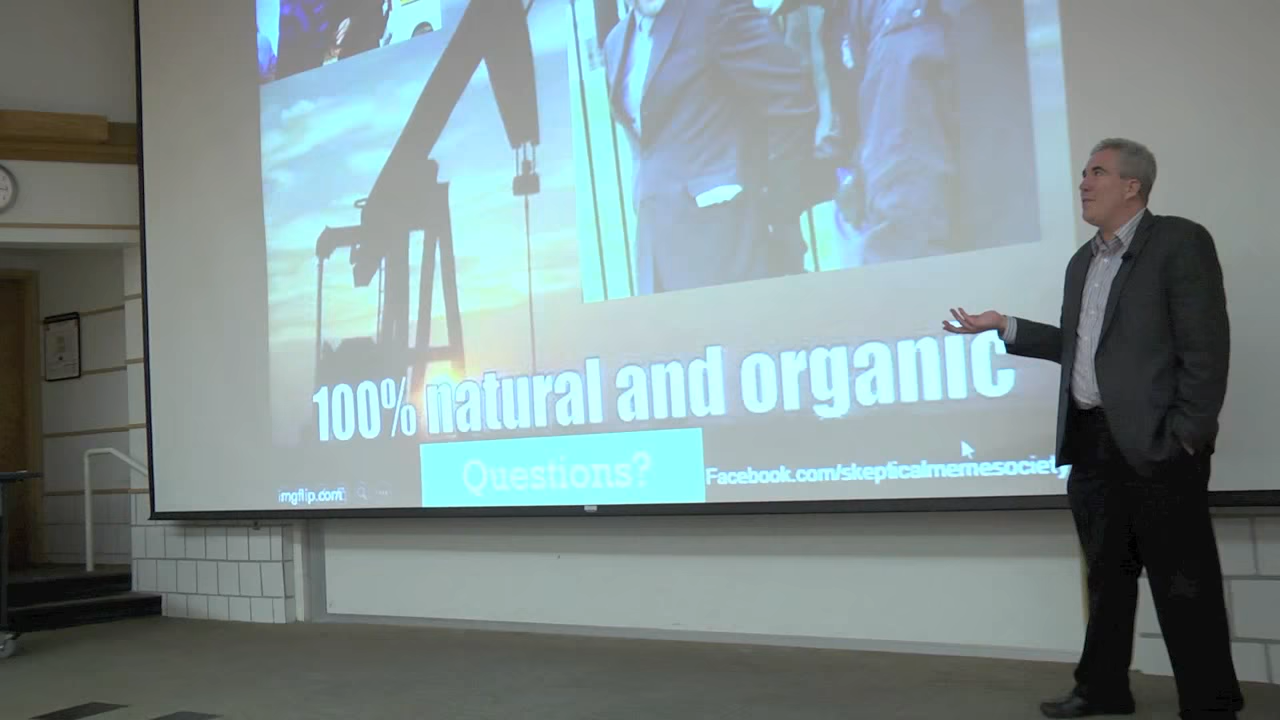 100% natural and organic
Questions?
Facebook.com/skepticalmemesociety
imgflip.com